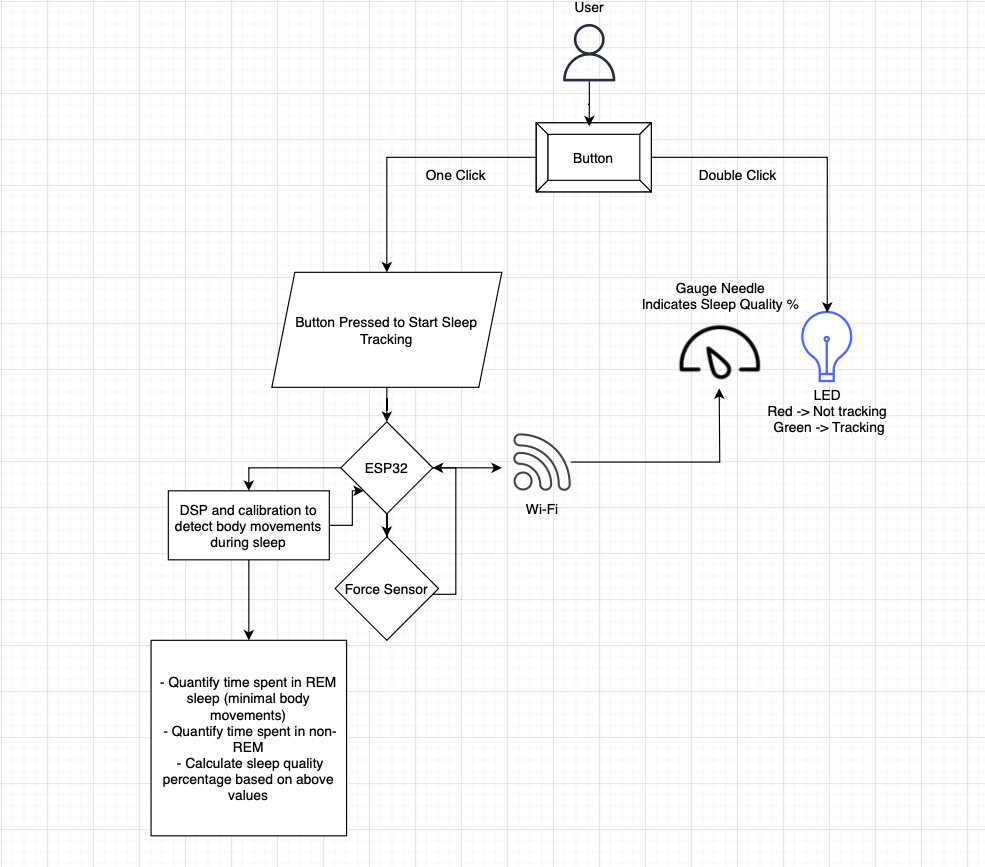 User
Button
One Click
Double Click
Gauge Needle
Indicates Sleep Quality %
Button Pressed to Start Sleep
Tracking
LED
Red -> Not tracking
Green -> Tracking
ESP32
Wi-Fi
DSP and calibration to
detect body movements
during sleep
Force Sensor
- Quantify time spent in REM
sleep (minimal body
movements)
- Quantify time spent in non-
REM
- Calculate sleep quality
percentage based on above
values